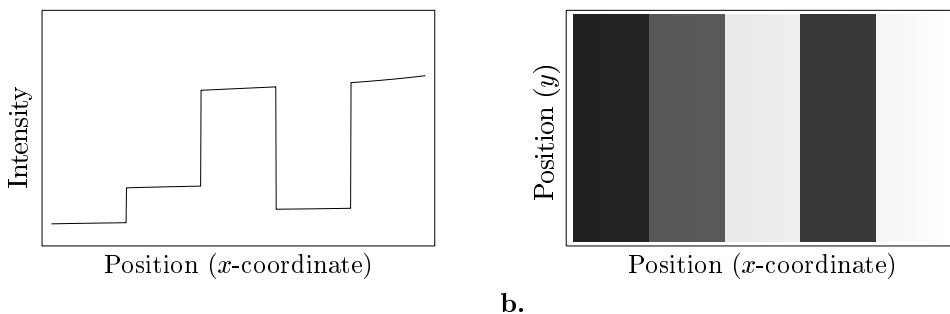 Intensity
Position (x-coordinate)
Position (y)
Position (x-coordinate)
b.